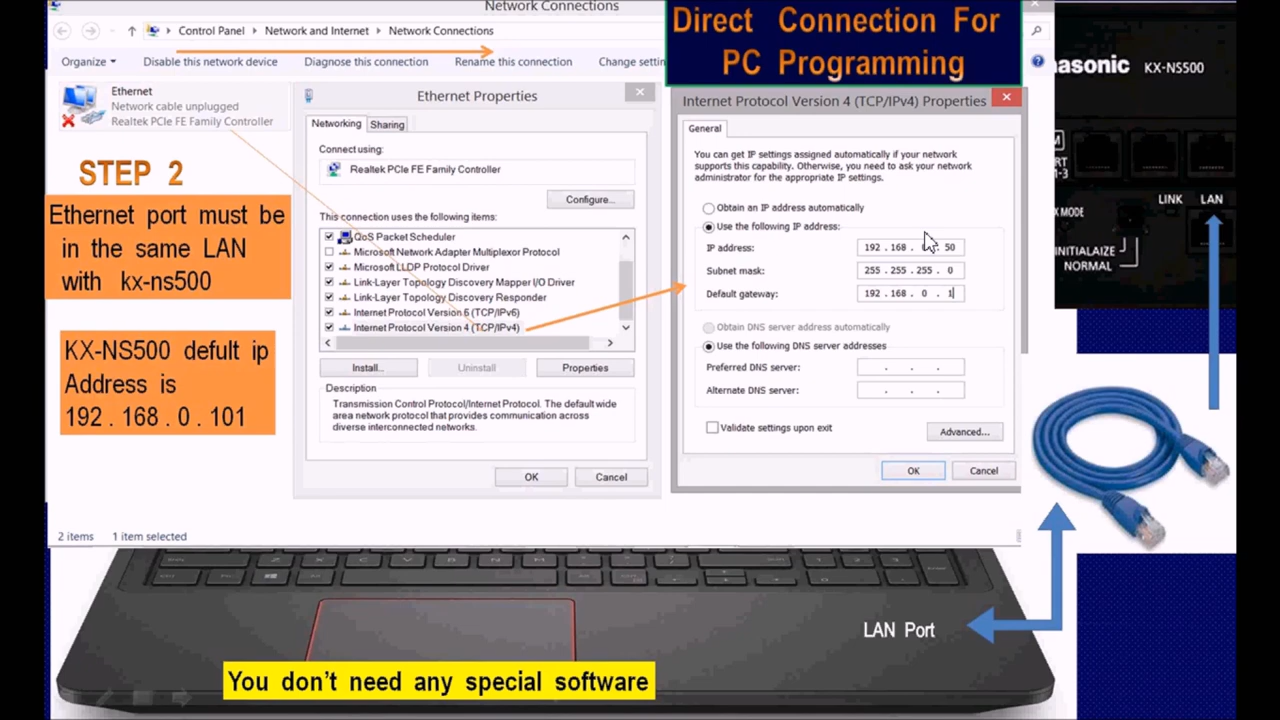 Network Connections
Direct Connection For
PC Programming
Control Panel
Network and Internet
Network Connections
Organize
Disable this network device
Diagnose this connection
Rename this connection
Change
Ethernet
Network cable unplugged
Realtek PCIe FE Family Controller
STEP 2
Ethernet port must be
in the same LAN
with kx-ns500
KX-NS500 defult ip
Address is
192 . 168 . 0 . 101
2 items 1 item selected
Ethernet Properties
Networking Sharing
Connect using:
Realtek PCIe FE Family Controller
Configure...
This connection uses the following items:
QoS Packet Scheduler
Microsoft Network Adapter Multiplexor Protocol
Microsoft LLDP Protocol Driver
Link-Layer Topology Discovery Mapper I/O Driver
Link-Layer Topology Discovery Responder
Internet Protocol Version 6 (TCP/IPv6)
Internet Protocol Version 4 (TCP/IPv4)
Install... Uninstall Properties
Description
Transmission Control Protocol/Internet Protocol. The default wide
area network protocol that provides communication across
diverse interconnected networks.
OK Cancel
Internet Protocol Version 4 (TCP/IPv4) Properties
General
You can get IP settings assigned automatically if your network
supports this capability. Otherwise, you need to ask your network
administrator for the appropriate IP settings.
Obtain an IP address automatically
Use the following IP address:
IP address: 192 . 168 . . 50
Subnet mask: 255 . 255 . 255 . 0
Default gateway: 192 . 168 . 0 . 1
Obtain DNS server address automatically
Use the following DNS server addresses
Preferred DNS server: . . .
Alternate DNS server: . . .
Validate settings upon exit
Advanced...
OK Cancel
KX-NS500
LINK LAN
MODE
INITIALAIZE
NORMAL
LAN Port
You don't need any special software